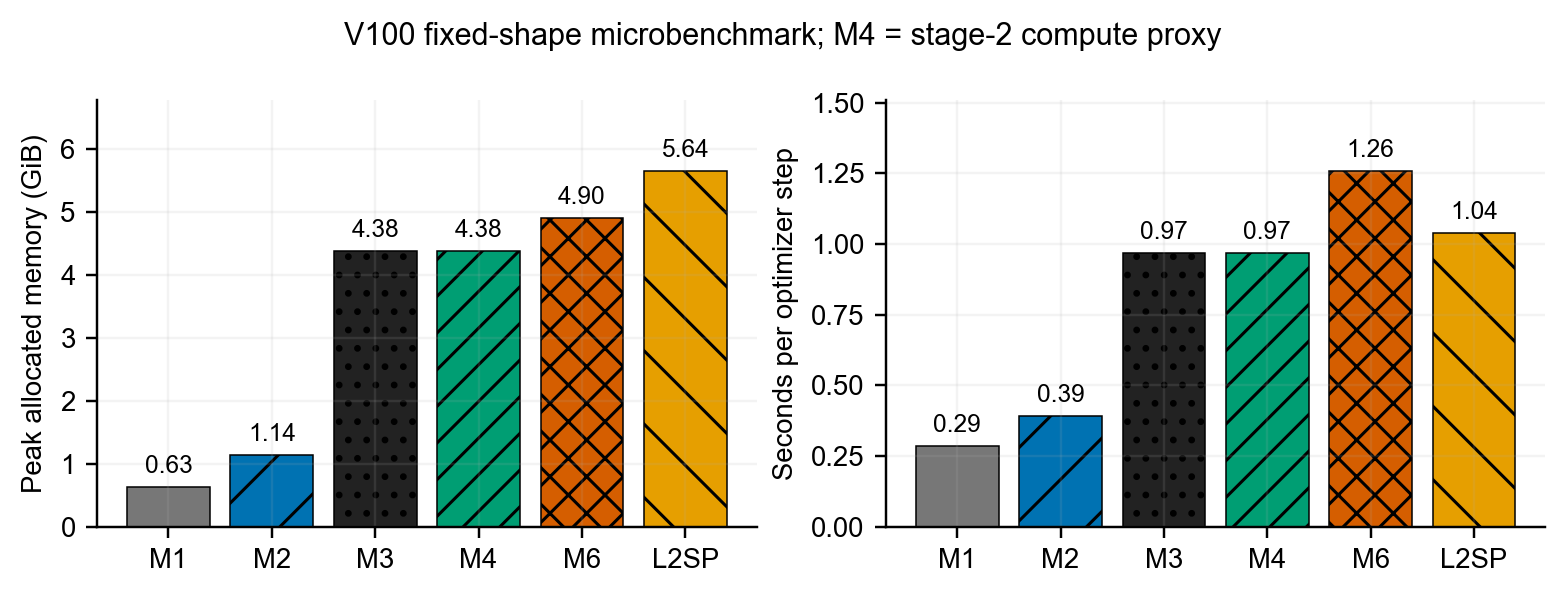 V100 fixed-shape microbenchmark; M4 = stage-2 compute proxy
Peak allocated memory (GiB)
6
5
4
3
2
1
0
0.63
1.14
4.38
4.38
4.90
5.64
M1
M2
M3
M4
M6
L2SP
Seconds per optimizer step
1.50
1.25
1.00
0.75
0.50
0.25
0.00
0.29
0.39
0.97
0.97
1.26
1.04
M1
M2
M3
M4
M6
L2SP